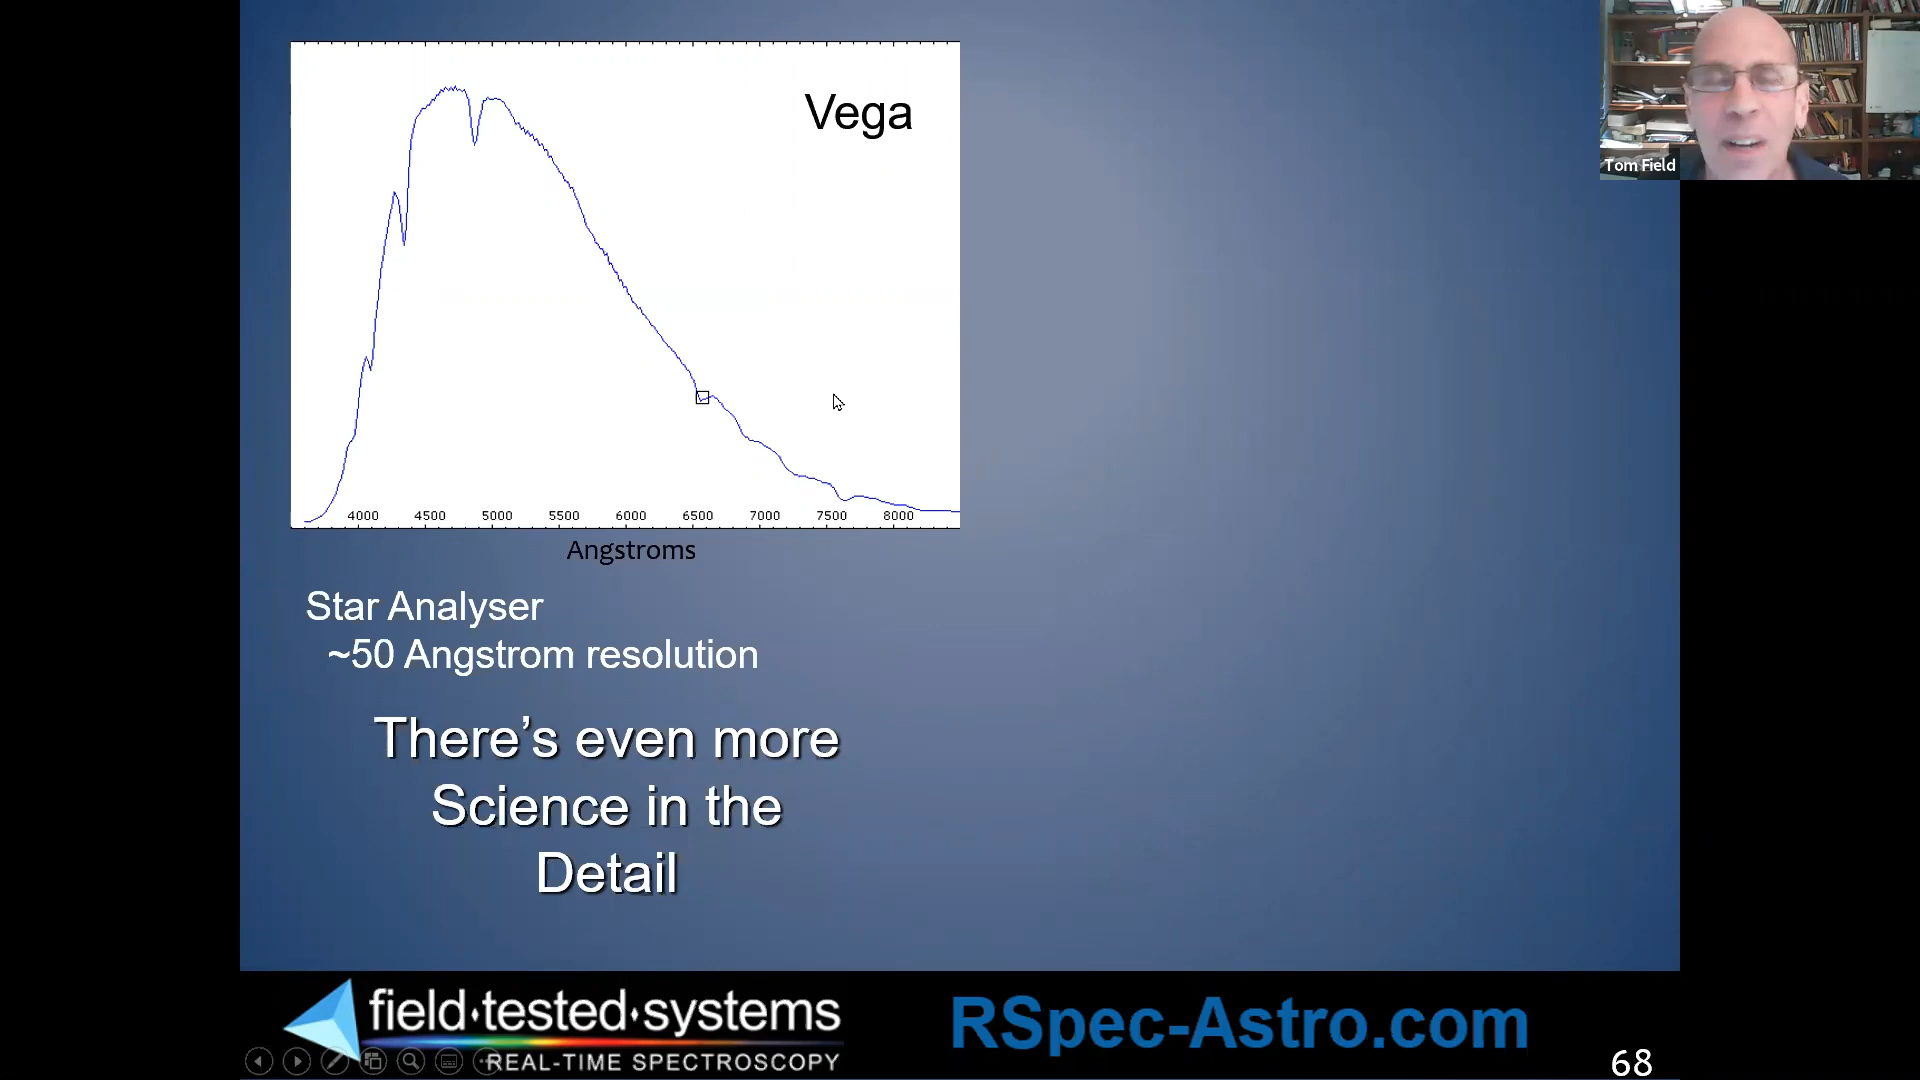 Vega
4000 4500 5000 5500 6000 6500 7000 7500 8000
Angstroms
Star Analyser
~50 Angstrom resolution
There’s even more
Science in the
Detail
Tom Field
field·tested·systems
REAL-TIME SPECTROSCOPY
RSpec-Astro.com
68